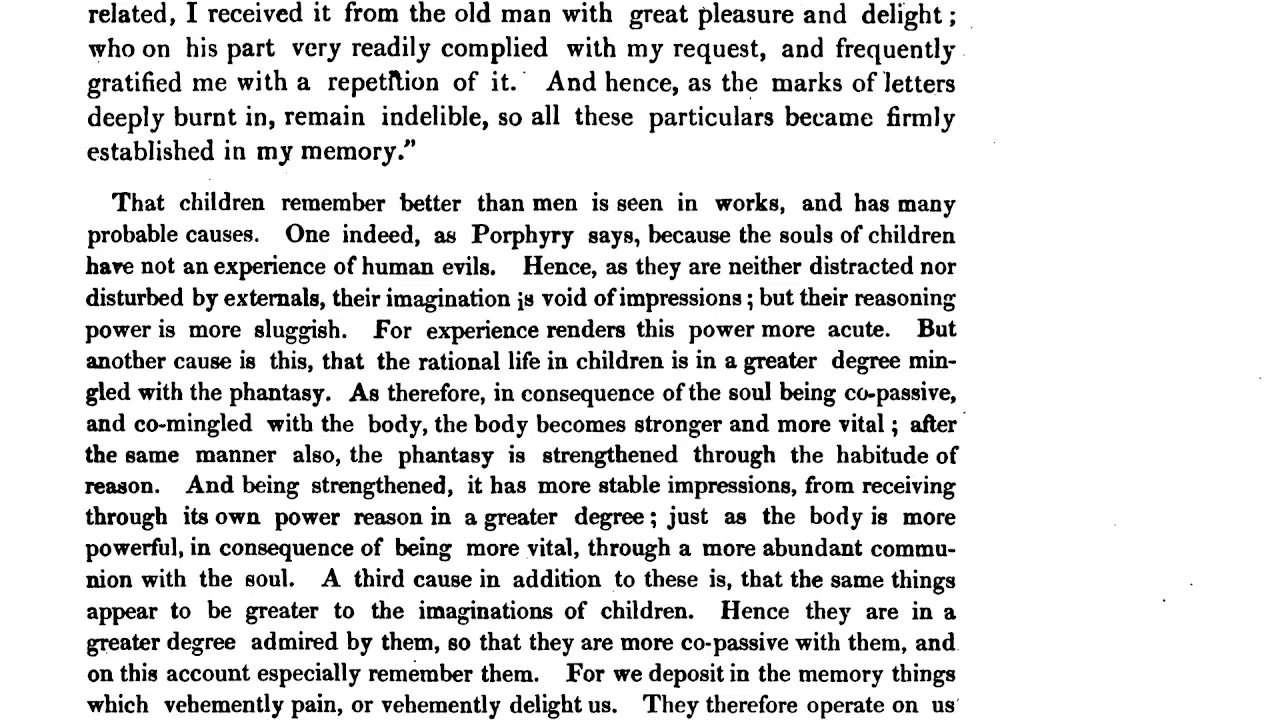 related, I received it from the old man with great pleasure and delight;
who on his part very readily complied with my request, and frequently
gratified me with a repetition of it. And hence, as the marks of letters
deeply burnt in, remain indelible, so all these particulars became firmly
established in my memory.”
That children remember better than men is seen in works, and has many
probable causes. One indeed, as Porphyry says, because the souls of children
have not an experience of human evils. Hence, as they are neither distracted nor
disturbed by externals, their imagination is void of impressions; but their reasoning
power is more sluggish. For experience renders this power more acute. But
another cause is this, that the rational life in children is in a greater degree min-
gled with the phantasy. As therefore, in consequence of the soul being co-passive,
and co-mingled with the body, the body becomes stronger and more vital; after
the same manner also, the phantasy is strengthened through the habitude of
reason. And being strengthened, it has more stable impressions, from receiving
through its own power reason in a greater degree; just as the body is more
powerful, in consequence of being more vital, through a more abundant commu-
nion with the soul. A third cause in addition to these is, that the same things
appear to be greater to the imaginations of children. Hence they are in a
greater degree admired by them, so that they are more co-passive with them, and
on this account especially remember them. For we deposit in the memory things
which vehemently pain, or vehemently delight us. They therefore operate on us